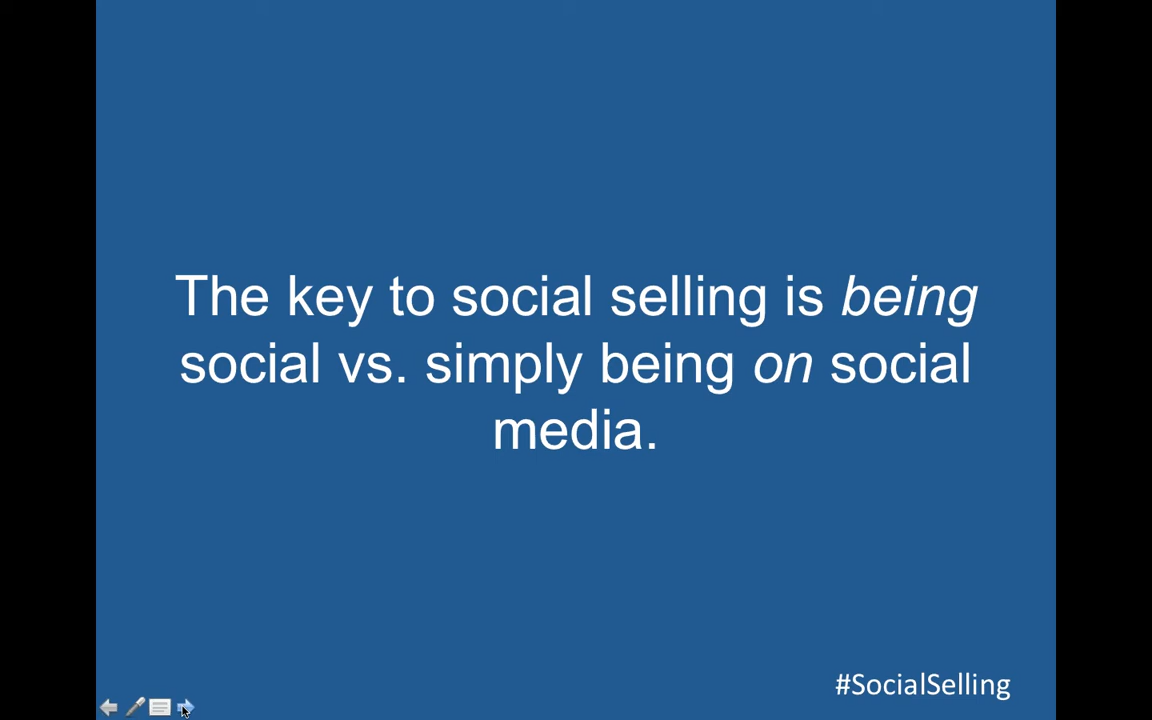 The key to social selling is being
social vs. simply being on social
media.
#SocialSelling